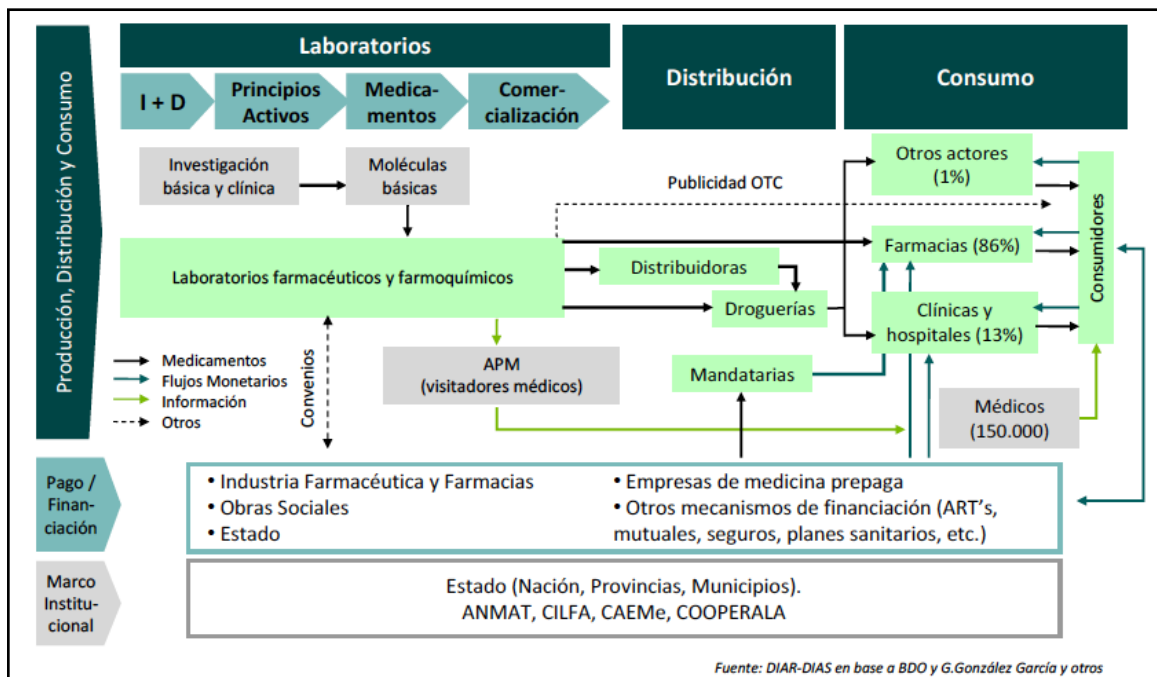 Producción, Distribución y Consumo
Laboratorios
Distribución
Consumo
I + D
Principios
Activos
Medica-
mentos
Comer-
cialización
Investigación
básica y clínica
Moléculas
básicas
Otros actores
(1%)
Publicidad OTC
Consumidores
Laboratorios farmacéuticos y farmoquímicos
Distribuidoras
Farmacias (86%)
Droguerías
Clínicas y
hospitales (13%)
Medicamentos
Flujos Monetarios
Información
Otros
Convenios
APM
(visitadores médicos)
Mandatarias
Médicos
(150.000)
Pago /
Finan-
ciación
• Industria Farmacéutica y Farmacias
• Obras Sociales
• Estado
• Empresas de medicina prepaga
• Otros mecanismos de financiación (ART’s,
mutuales, seguros, planes sanitarios, etc.)
Marco
Institu-
cional
Estado (Nación, Provincias, Municipios).
ANMAT, CILFA, CAEMe, COOPERALA
Fuente: DIAR-DIAS en base a BDO y G.González García y otros